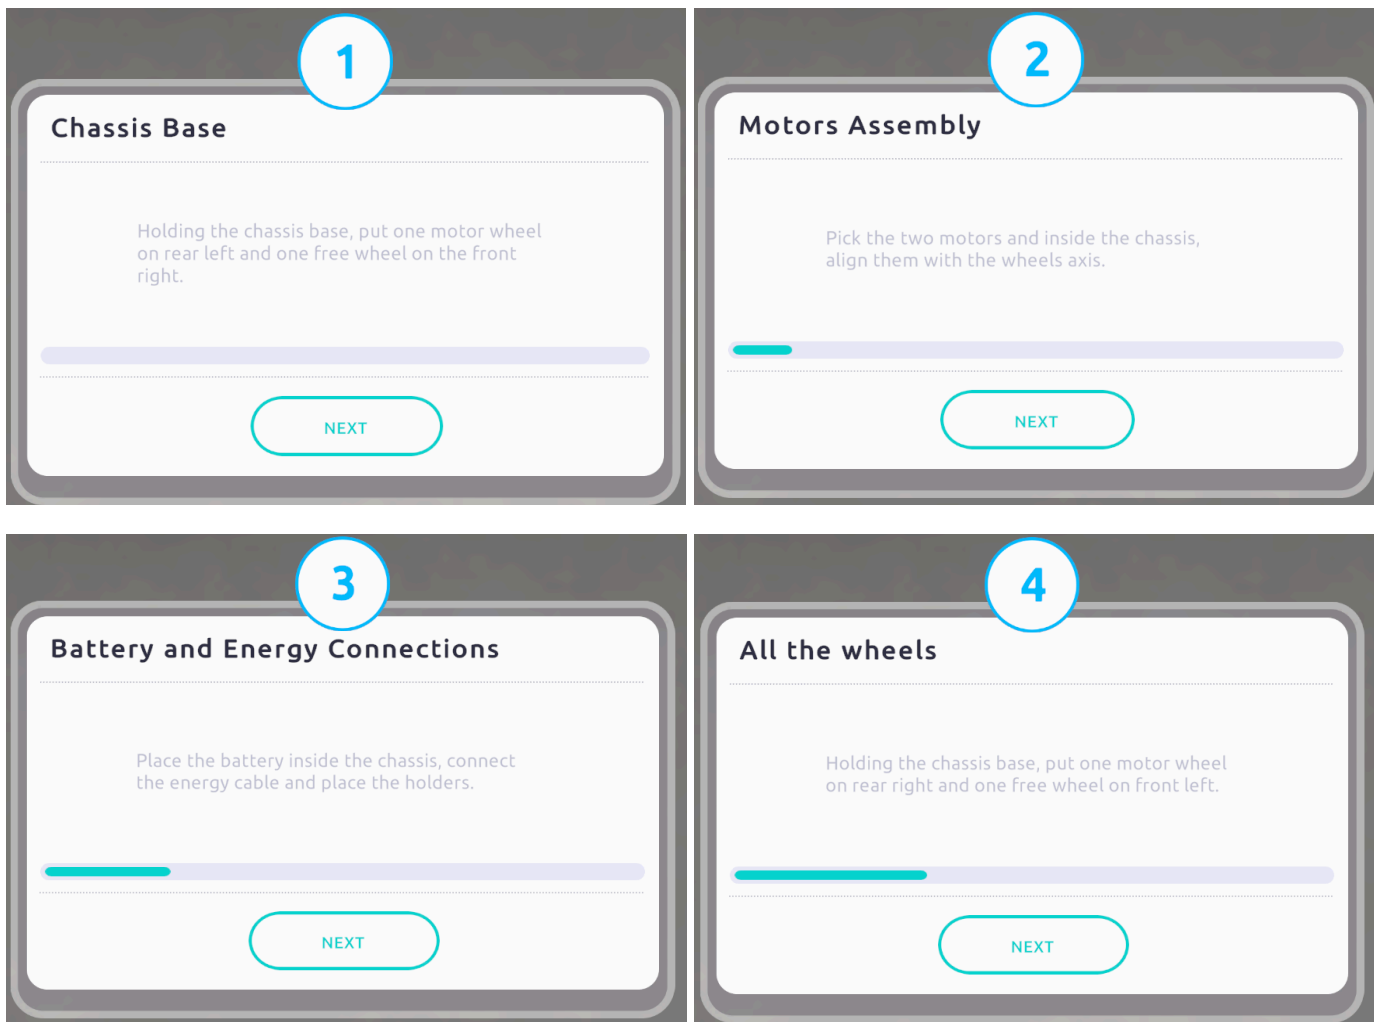 1
Chassis Base
Holding the chassis base, put one motor wheel
on rear left and one free wheel on the front
right.
NEXT
2
Motors Assembly
Pick the two motors and inside the chassis,
align them with the wheels axis.
NEXT
3
Battery and Energy Connections
Place the battery inside the chassis, connect
the energy cable and place the holders.
NEXT
4
All the wheels
Holding the chassis base, put one motor wheel
on rear right and one free wheel on front left.
NEXT